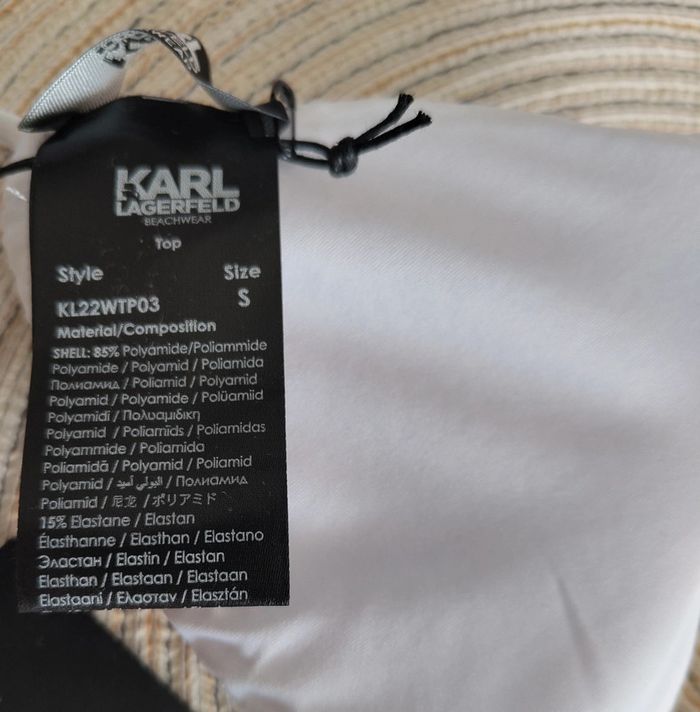 KARL
LAGERFELD
BEACHWEAR
Top
Style Size
KL22WTP03 S
Material/Composition
SHELL: 85% Polyamide/Poliammide
Polyamide / Polyamid / Poliamida
Полиамид / Poliamid / Polyamid
Polyamid / Polyamide / Polüamiid
Polyamidi / Πολυαμιδικη
Polyamid / Poliamīds / Poliamidas
Polyammide / Poliamida
Poliamidă / Polyamid / Poliamid
Polyamid / البولي أميد / Полиамид
Poliamid / 尼龙 / ポリアミド
15% Elastane / Elastan
Élasthanne / Elasthan / Elastano
Эластан / Elastin / Elastan
Elasthan / Elastaan / Elastaan
Elastaani / Ελασταν / Elasztán